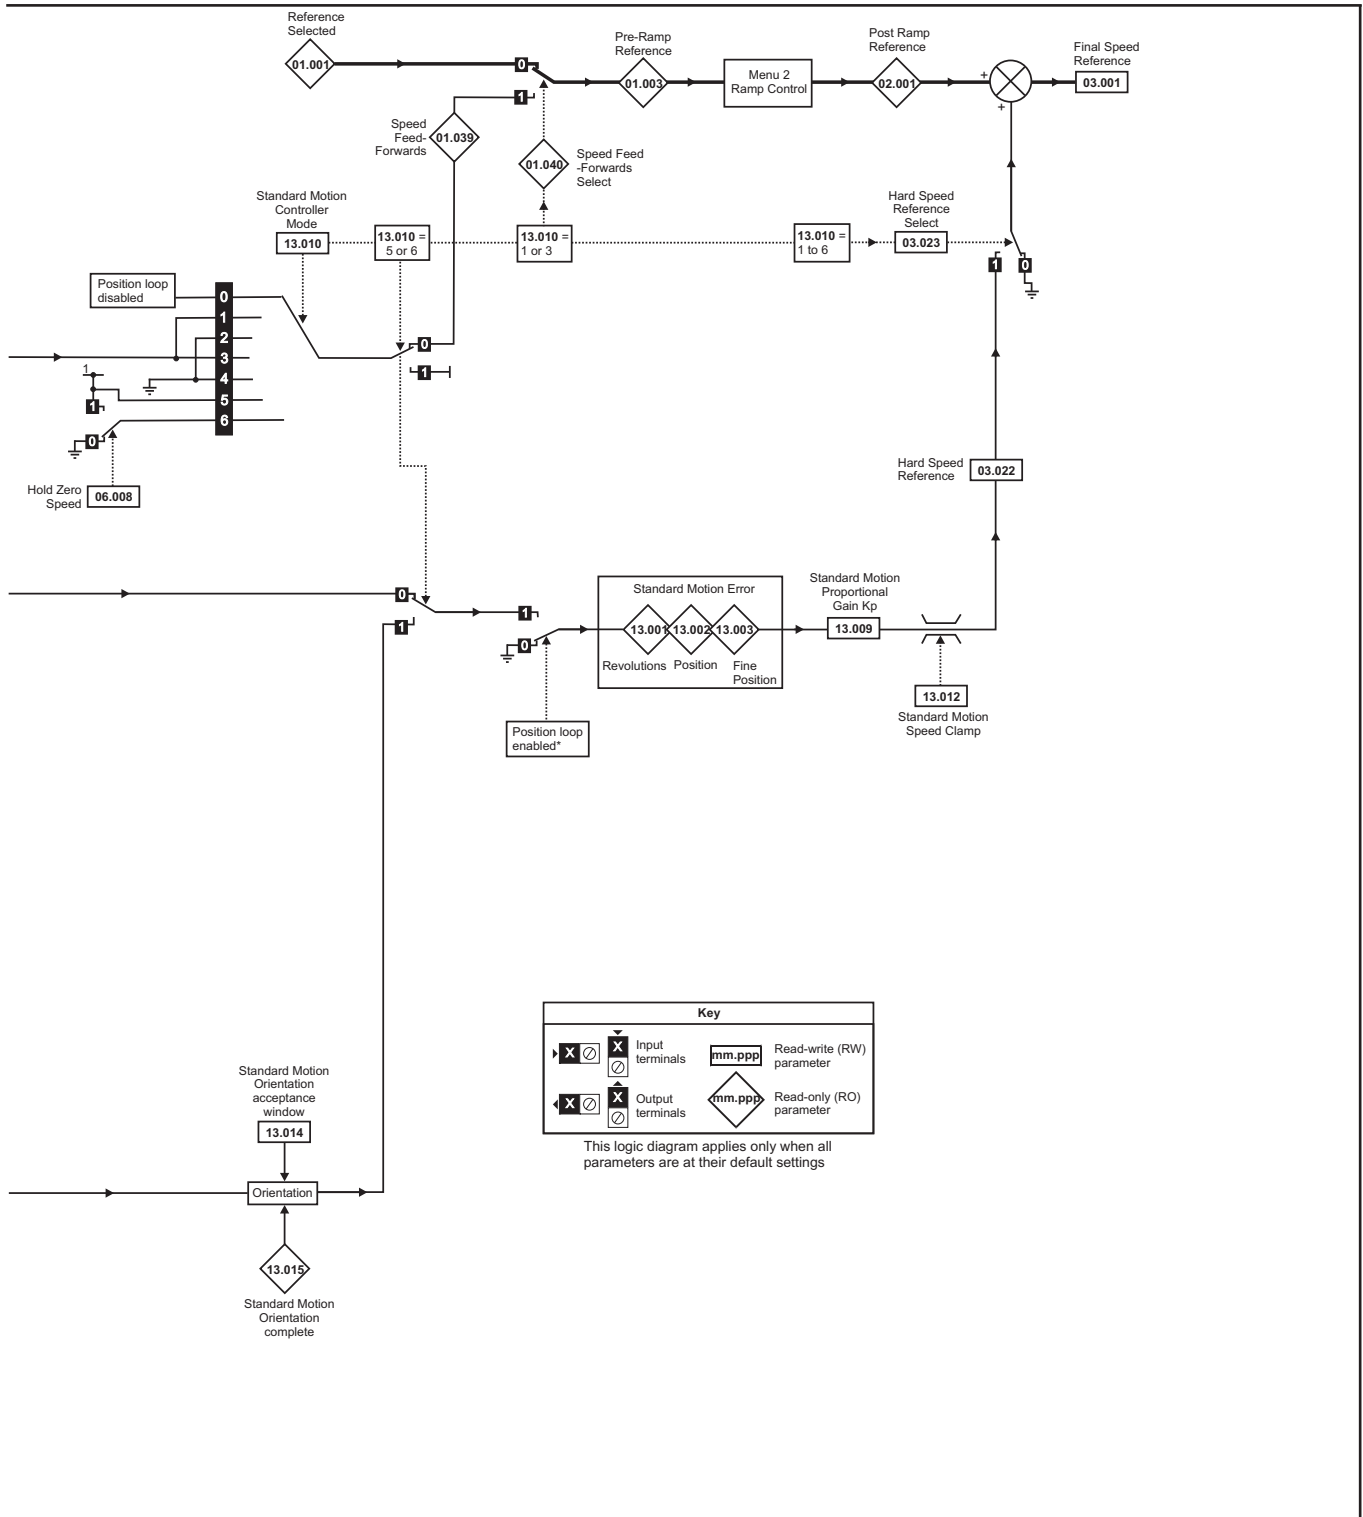 Reference
Selected
01.001
0
1
Pre-Ramp
Reference
01.003
Menu 2
Ramp Control
Post Ramp
Reference
02.001
+
+
Final Speed
Reference
03.001
Speed
Feed-
Forwards
01.039
01.040
Speed Feed
-Forwards
Select
Standard Motion
Controller
Mode
13.010
13.010 =
5 or 6
13.010 =
1 or 3
13.010 =
1 to 6
Hard Speed
Reference
Select
03.023
1
0
Position loop
disabled
0
1
2
3
4
5
6
0
1
1
1
0
Hold Zero
Speed
06.008
Hard Speed
Reference
03.022
0
1
1
0
Position loop
enabled*
Standard Motion Error
13.001
13.002
13.003
Revolutions
Position
Fine
Position
Standard Motion
Proportional
Gain Kp
13.009
13.012
Standard Motion
Speed Clamp
Key
X
X
Input
terminals
mm.ppp
Read-write (RW)
parameter
X
X
Output
terminals
mm.ppp
Read-only (RO)
parameter
This logic diagram applies only when all
parameters are at their default settings
Standard Motion
Orientation
acceptance
window
13.014
Orientation
13.015
Standard Motion
Orientation
complete